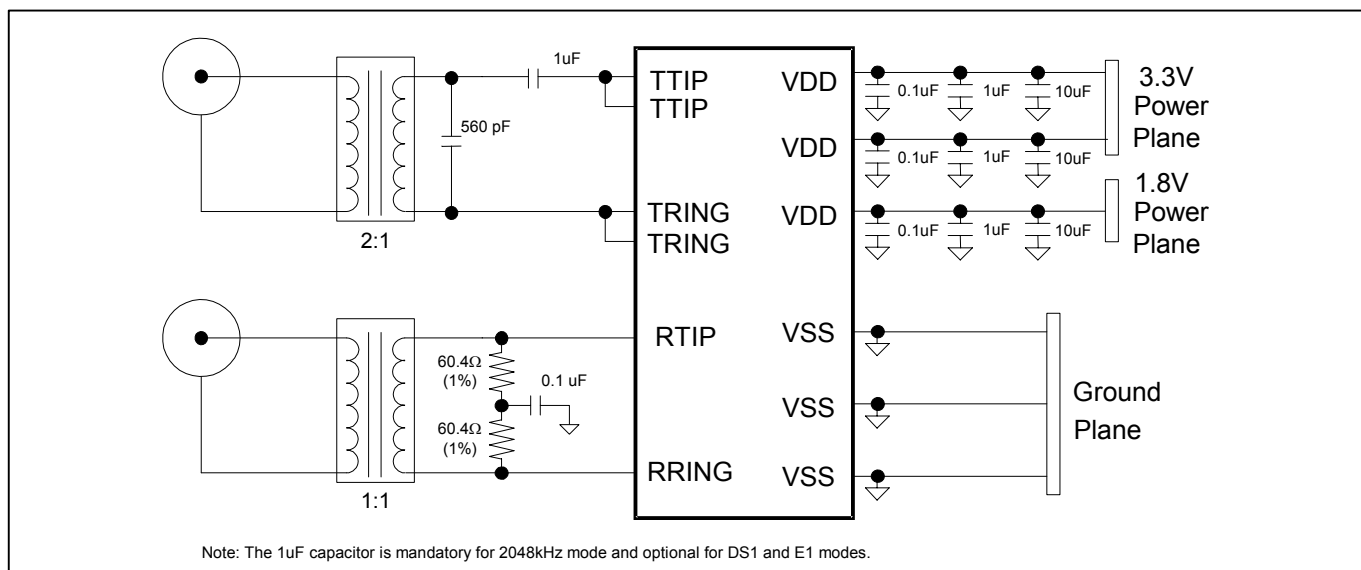 1uF
560 pF
2:1
TTIP
TTIP
TRING
TRING
VDD
0.1uF
1uF
10uF
VDD
0.1uF
1uF
10uF
3.3V
Power
Plane
VDD
0.1uF
1uF
10uF
1.8V
Power
Plane
60.4Ω
(1%)
0.1 uF
60.4Ω
(1%)
1:1
RTIP
RRING
VSS
VSS
VSS
Ground
Plane
Note: The 1uF capacitor is mandatory for 2048kHz mode and optional for DS1 and E1 modes.